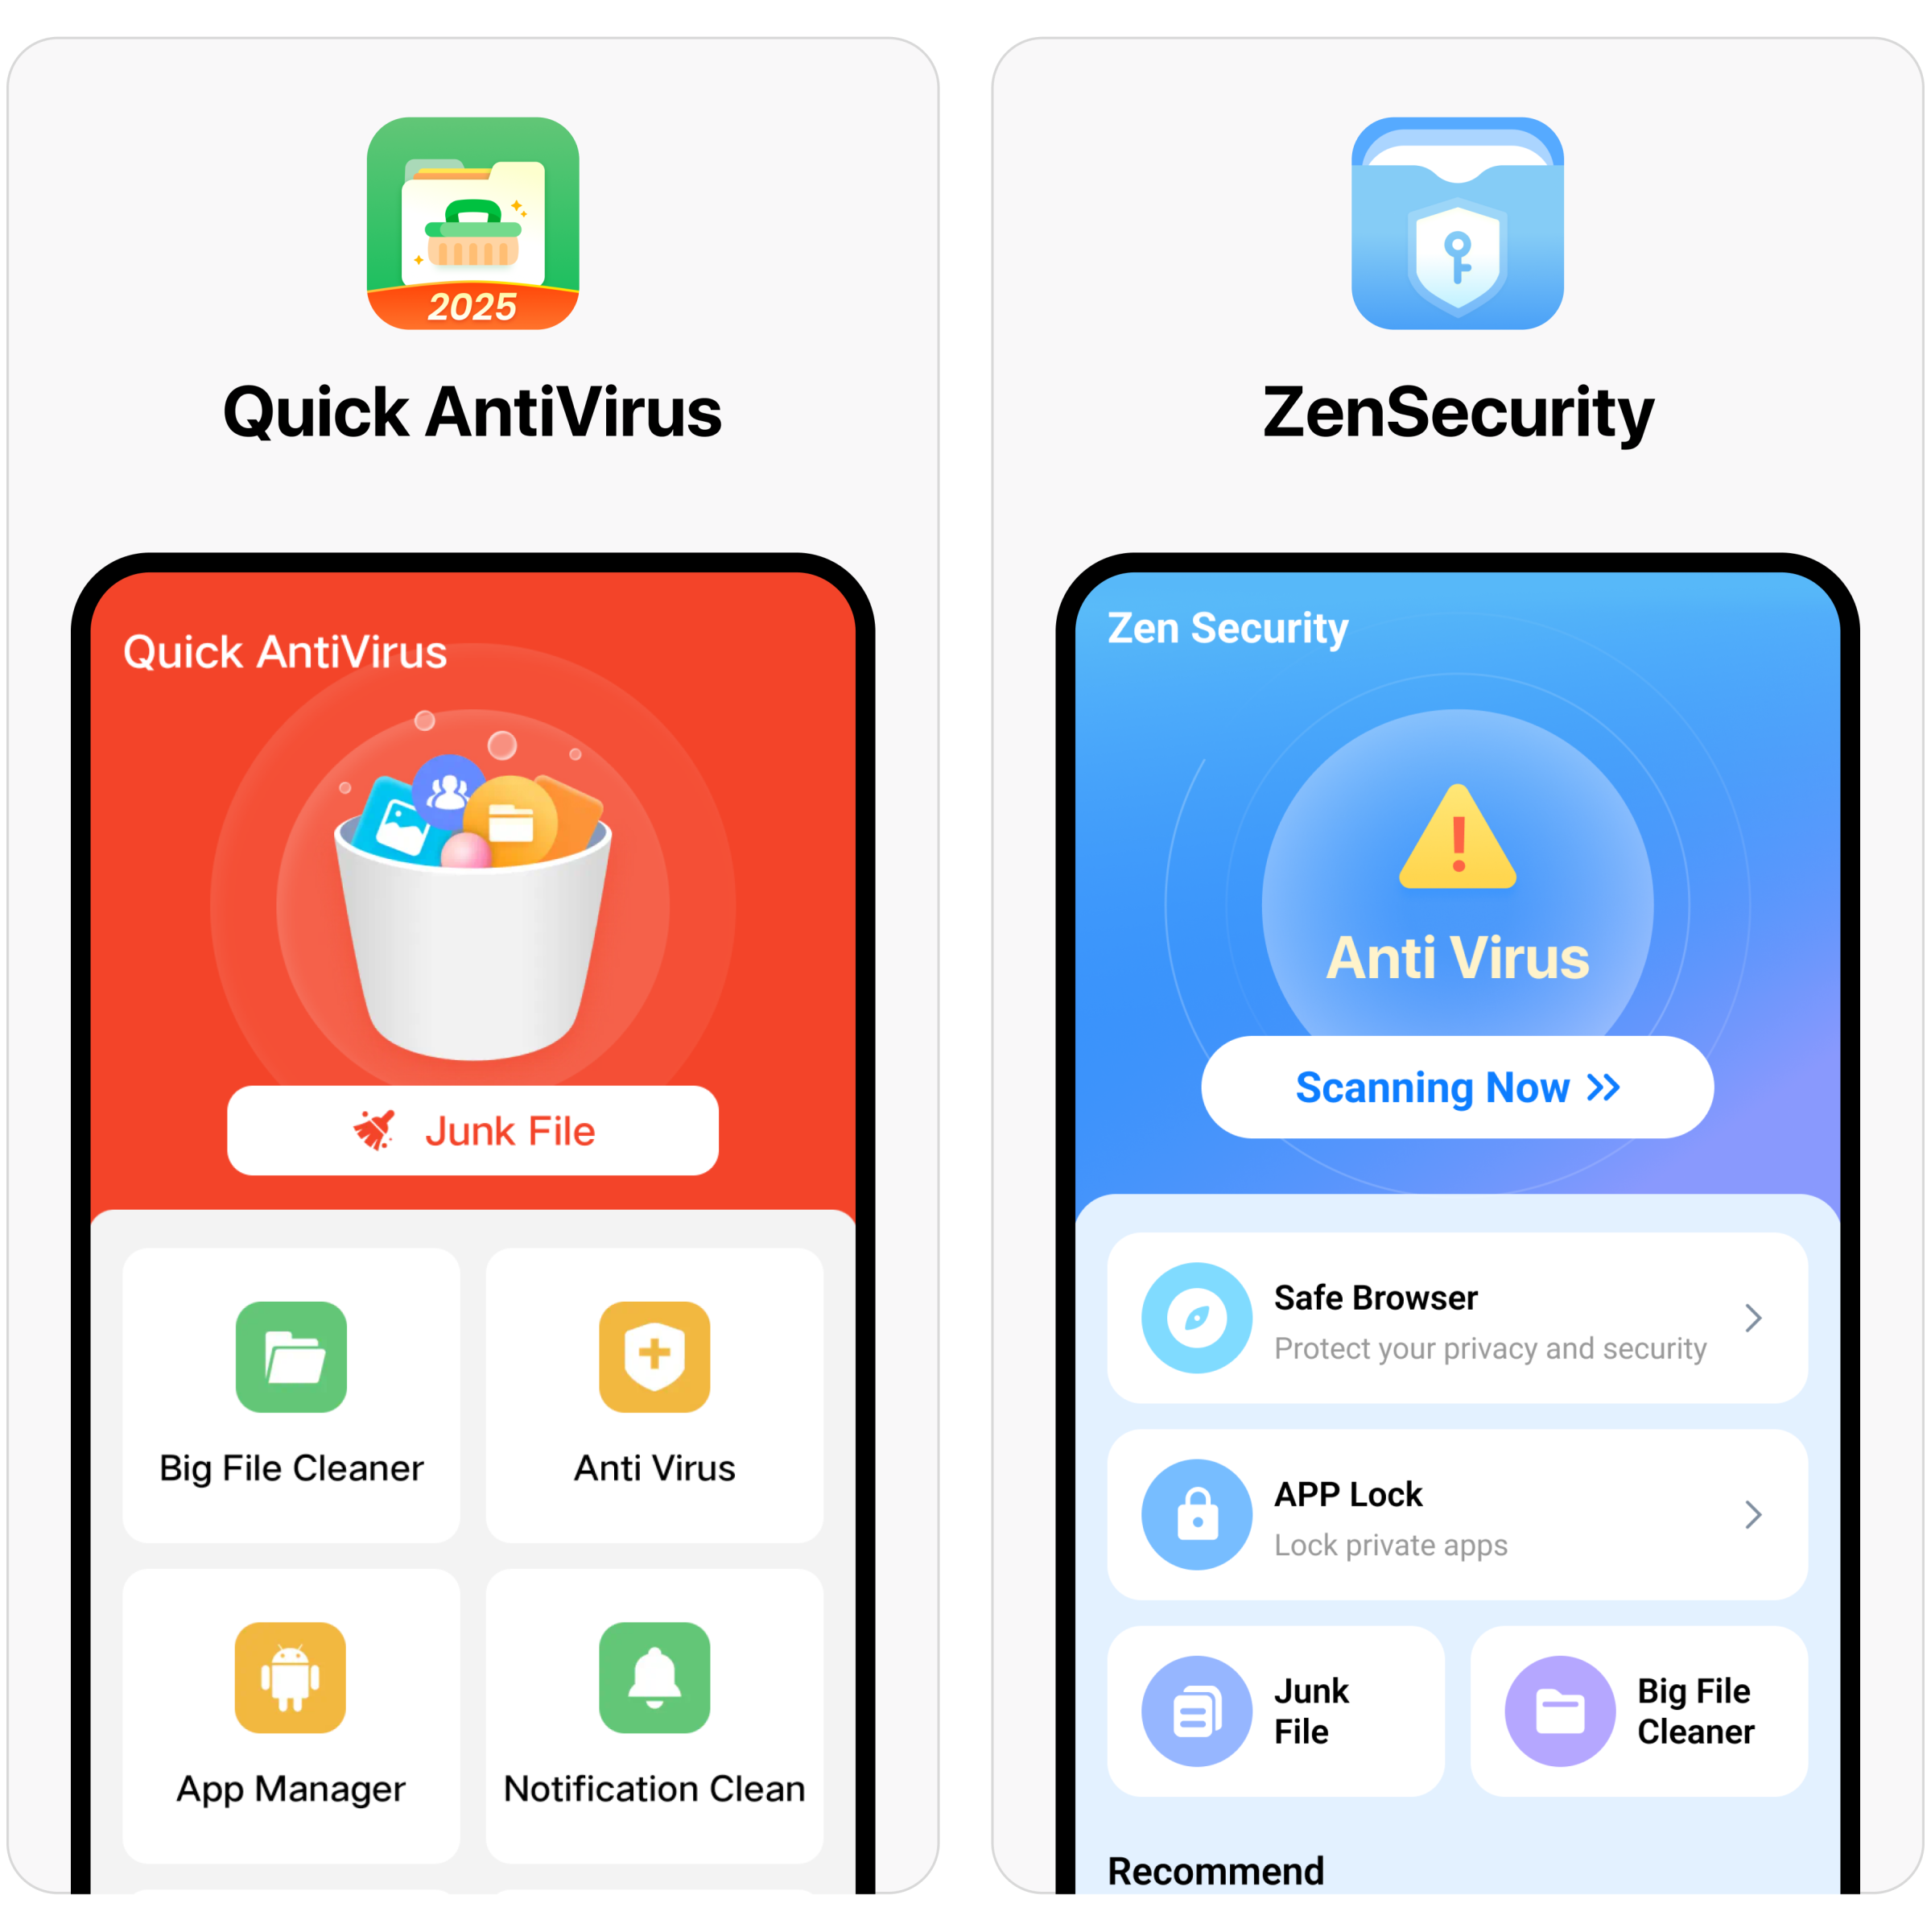 2025
Quick AntiVirus
Quick AntiVirus
Junk File
Big File Cleaner
Anti Virus
App Manager
Notification Clean
ZenSecurity
Zen Security
!
Anti Virus
Scanning Now
Safe Browser
Protect your privacy and security
APP Lock
Lock private apps
Junk
File
Big File
Cleaner
Recommend